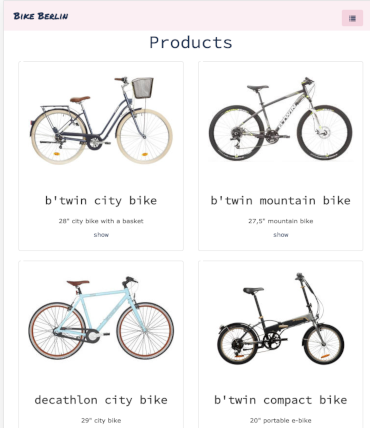 Bike Berlin
Products
b'twin city bike
28" city bike with a basket
show
b'twin mountain bike
27,5" mountain bike
show
decathlon city bike
29" city bike
b'twin compact bike
20" portable e-bike